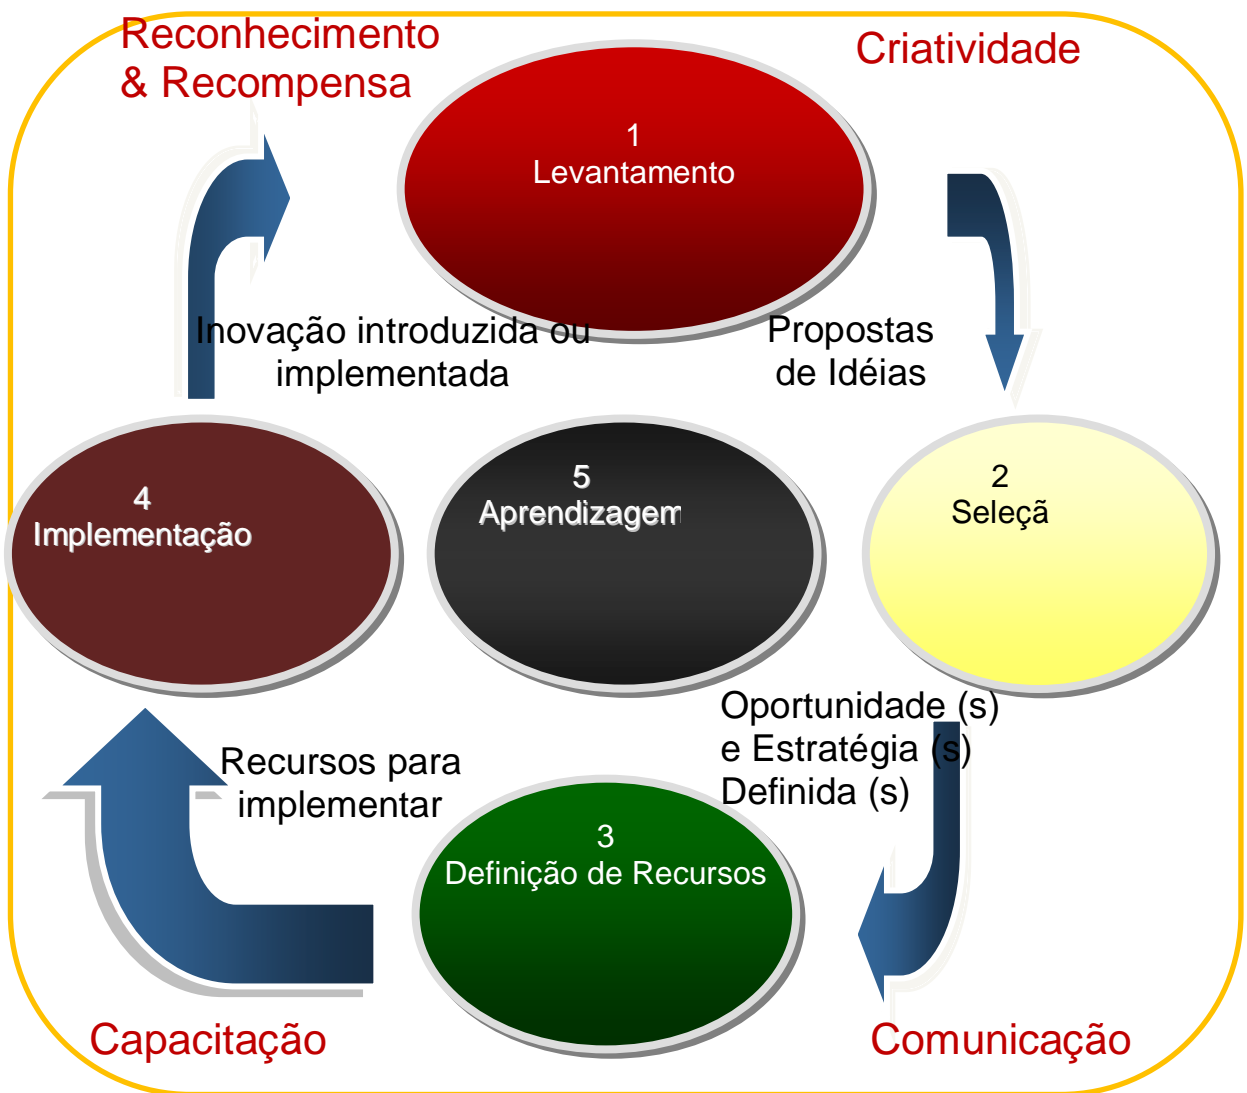 Reconhecimento
& Recompensa
Criatividade
1
Levantamento
Inovação introduzida ou
implementada
Propostas
de Idéias
4
Implementação
5
Aprendizagem
2
Seleçã
Oportunidade (s)
e Estratégia (s)
Definida (s)
Recursos para
implementar
3
Definição de Recursos
Capacitação
Comunicação